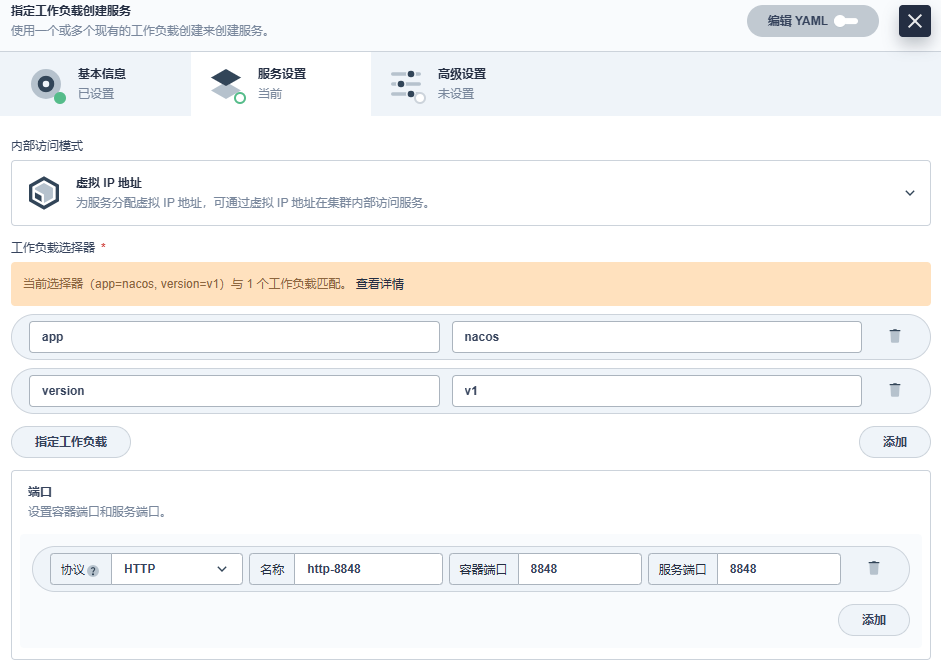 指定工作负载创建服务
使用一个或多个现有的工作负载创建来创建服务。
编辑 YAML
基本信息
已设置
服务设置
当前
高级设置
未设置
内部访问模式
虚拟 IP 地址
为服务分配虚拟 IP 地址，可通过虚拟 IP 地址在集群内部访问服务。
工作负载选择器 *
当前选择器（app=nacos, version=v1）与 1 个工作负载匹配。 查看详情
app nacos
version v1
指定工作负载 添加
端口
设置容器端口和服务端口。
协议 ? HTTP 名称 http-8848 容器端口 8848 服务端口 8848
添加